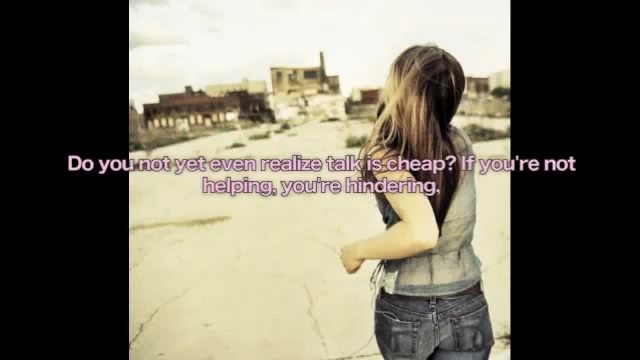 Do you not yet even realize talk is cheap? If you're not
helping, you're hindering.